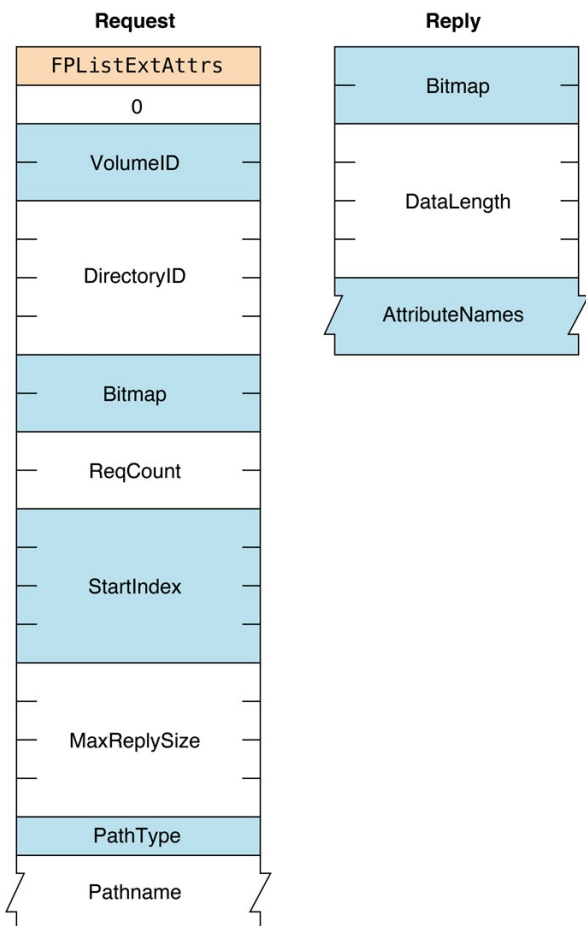 Request
FPListExtAttrs
0
VolumeID
DirectoryID
Bitmap
ReqCount
StartIndex
MaxReplySize
PathType
Pathname
Reply
Bitmap
DataLength
AttributeNames